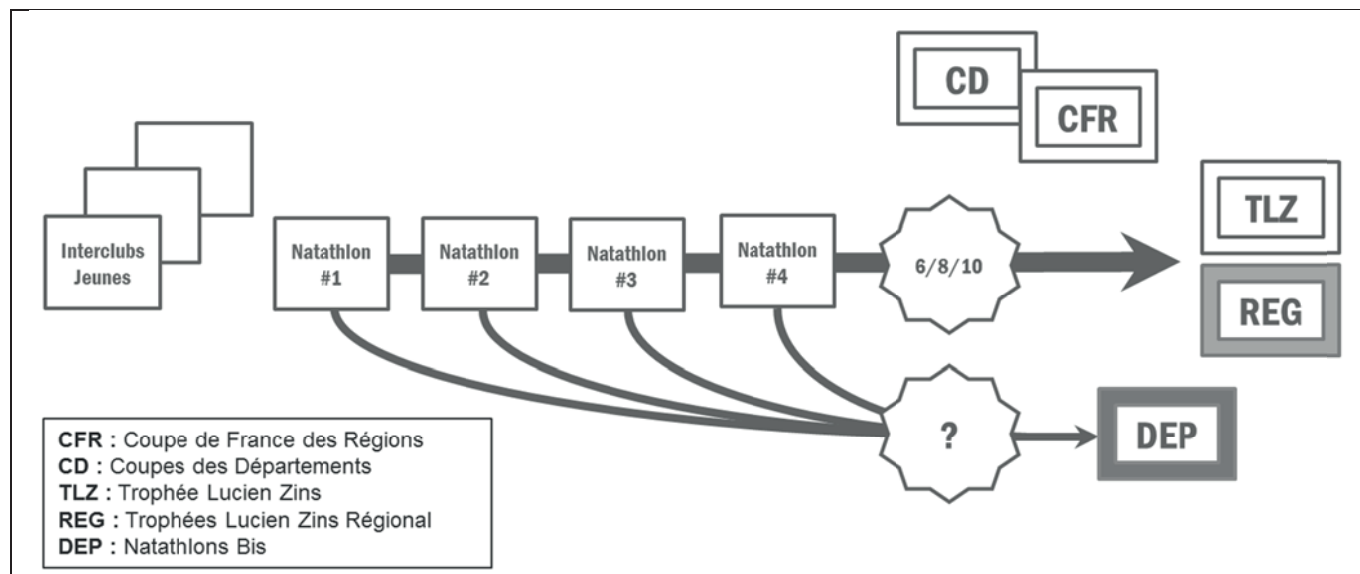 CD
CFR
Interclubs
Jeunes
Natathlon
#1
Natathlon
#2
Natathlon
#3
Natathlon
#4
6/8/10
TLZ
REG
?
DEP
CFR : Coupe de France des Régions
CD : Coupes des Départements
TLZ : Trophée Lucien Zins
REG : Trophées Lucien Zins Régional
DEP : Natathlons Bis